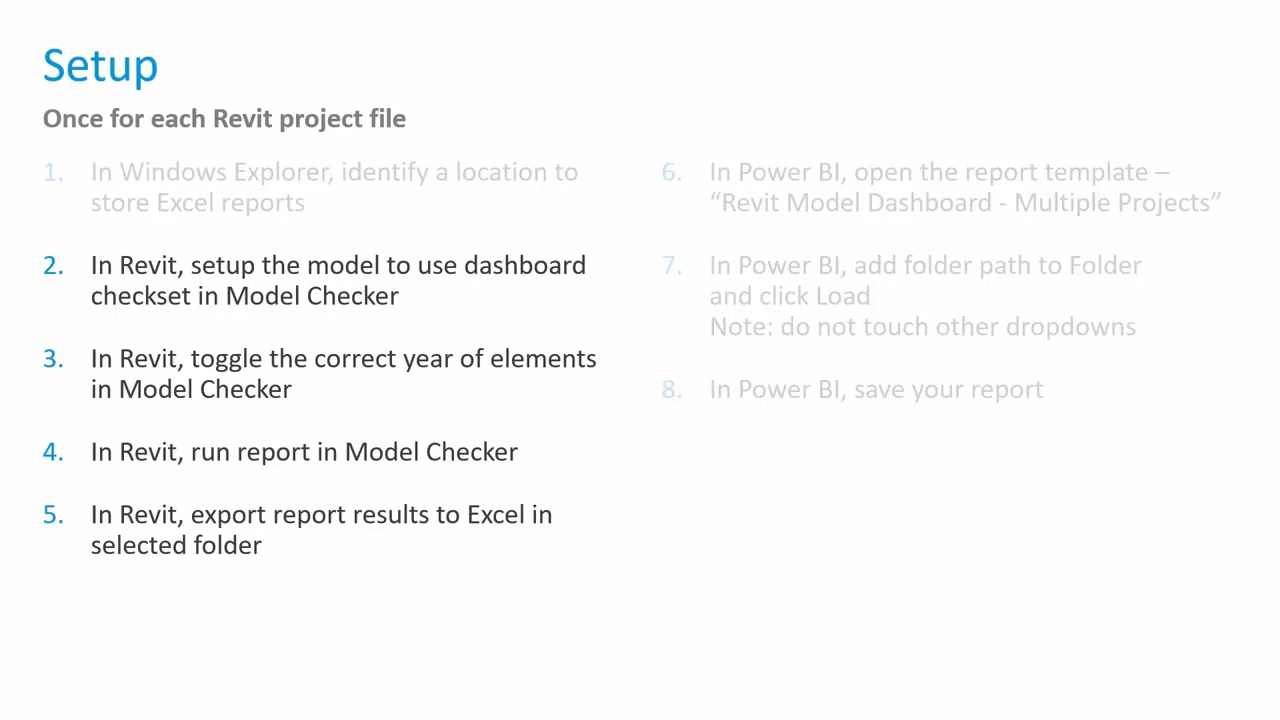 Setup
Once for each Revit project file
1. In Windows Explorer, identify a location to
store Excel reports
2. In Revit, setup the model to use dashboard
checkset in Model Checker
3. In Revit, toggle the correct year of elements
in Model Checker
4. In Revit, run report in Model Checker
5. In Revit, export report results to Excel in
selected folder
6. In Power BI, open the report template –
“Revit Model Dashboard - Multiple Projects”
7. In Power BI, add folder path to Folder
and click Load
Note: do not touch other dropdowns
8. In Power BI, save your report